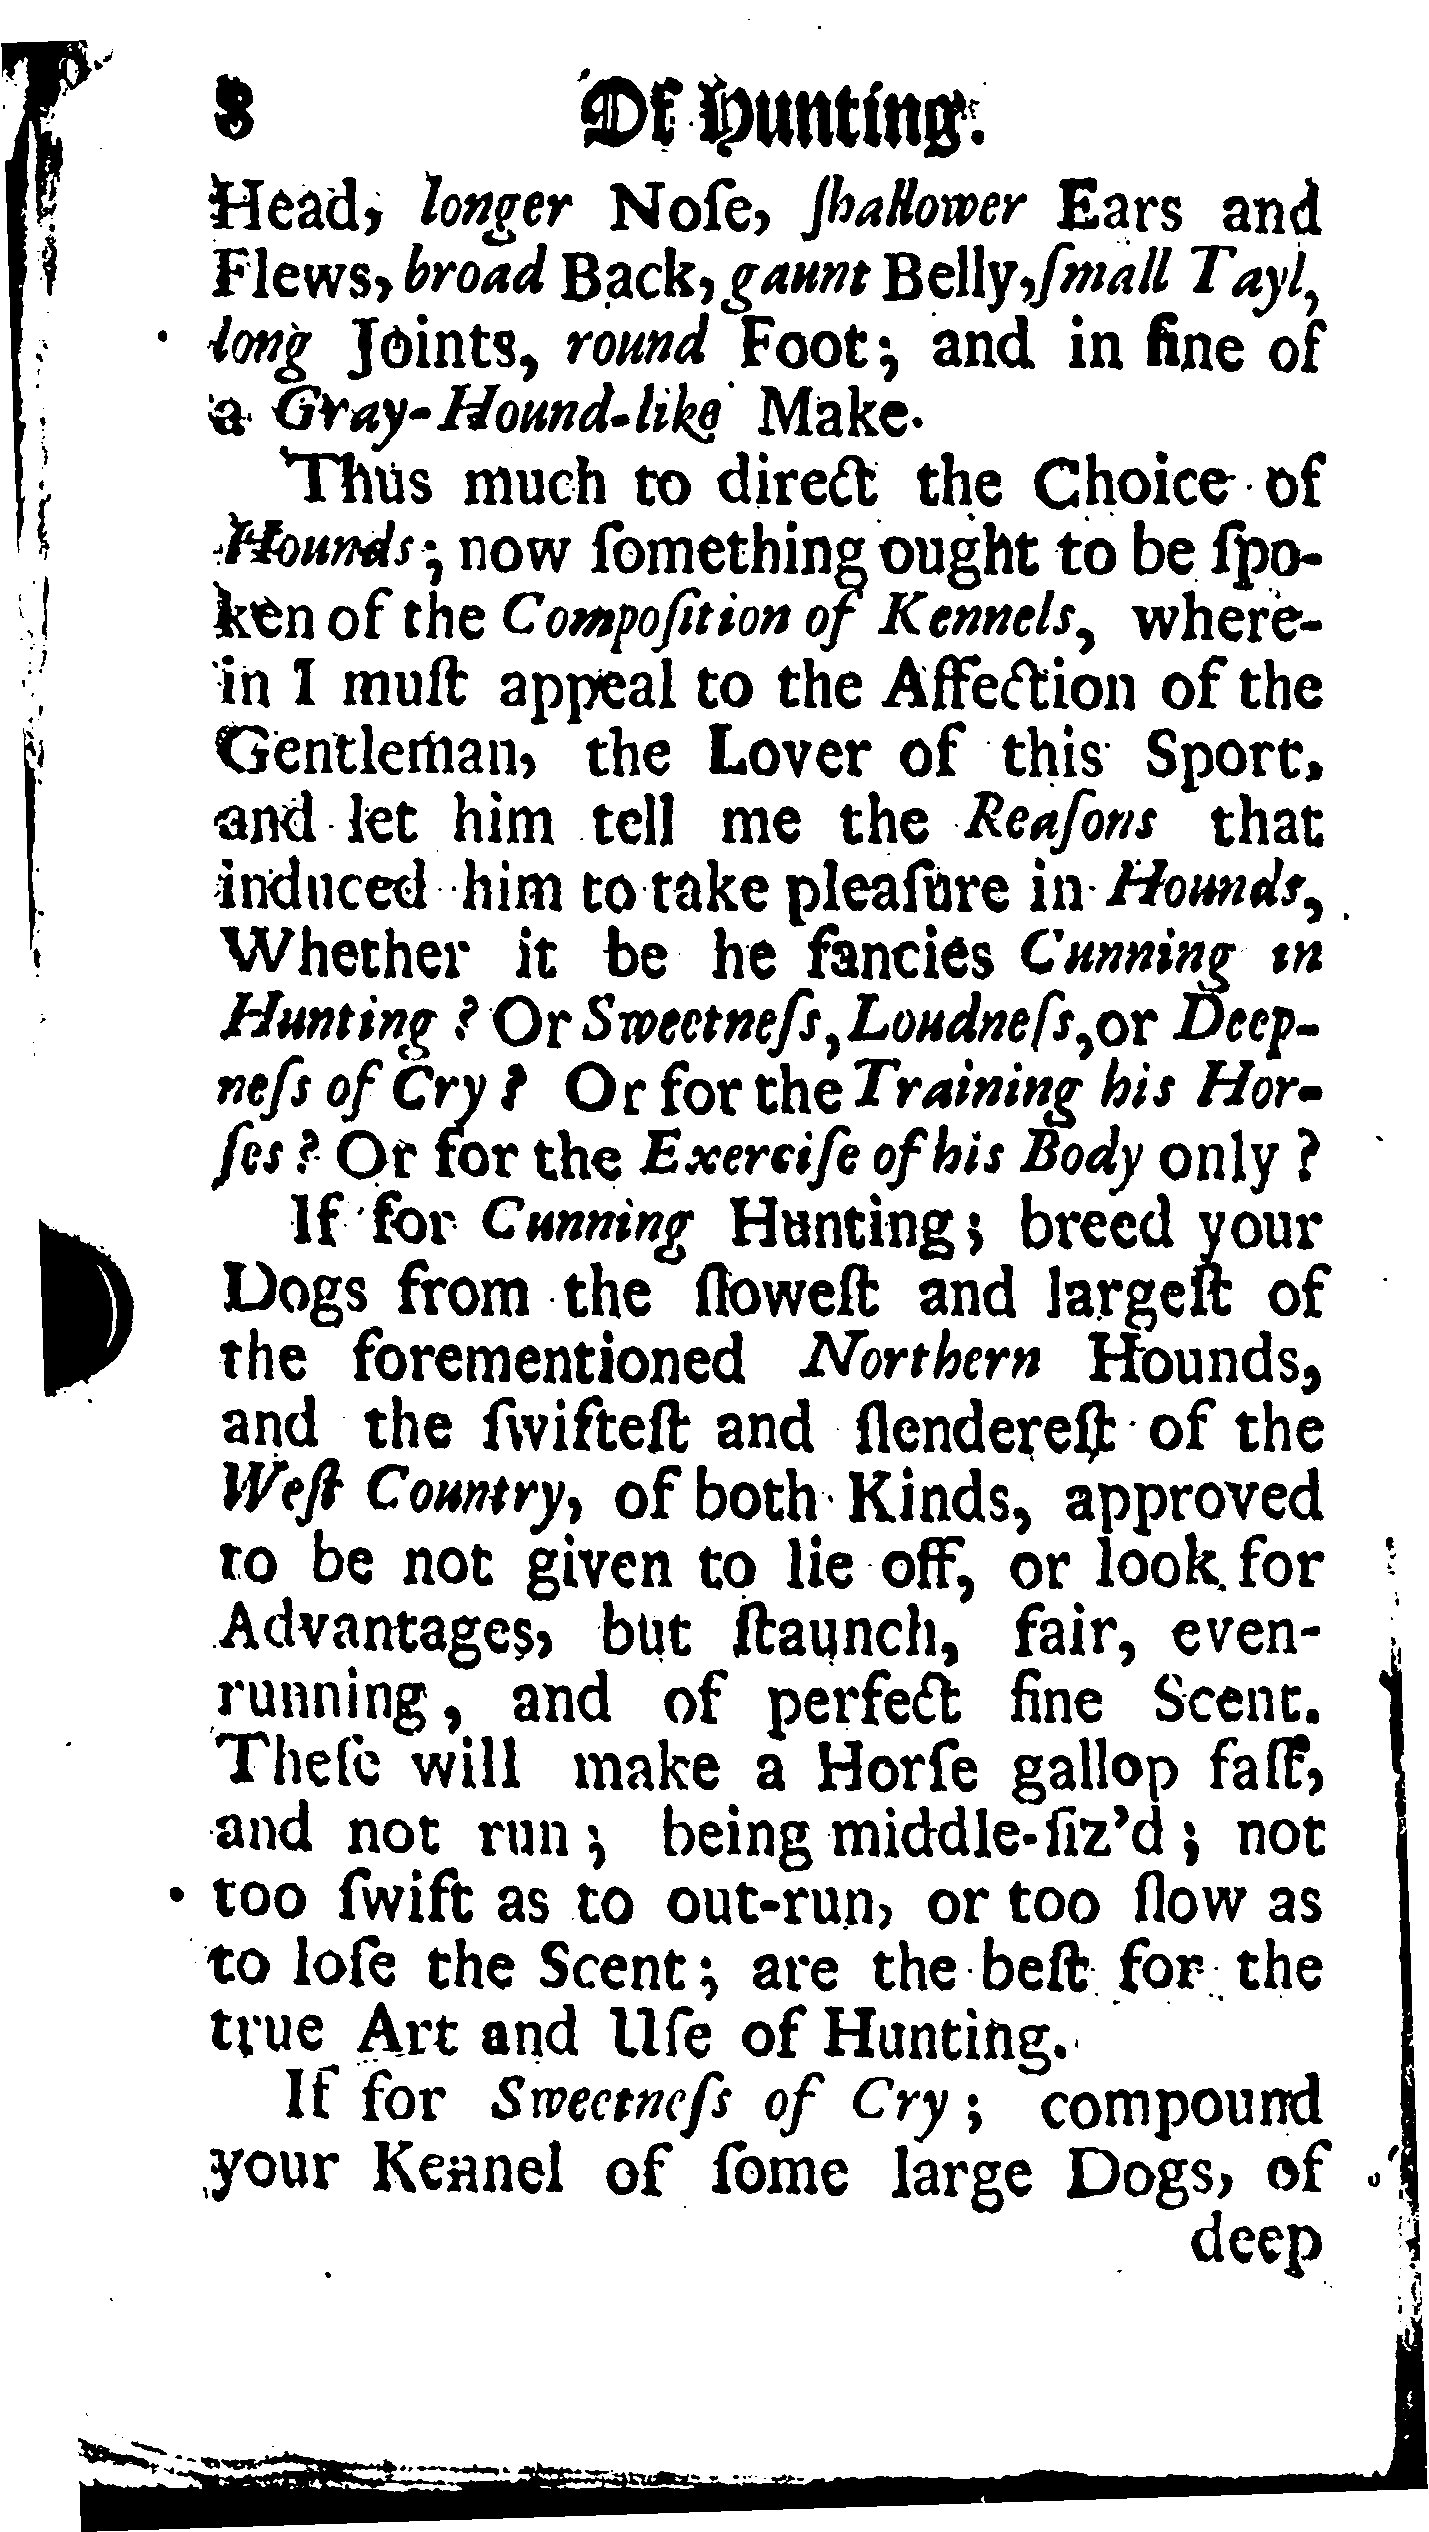 8 Of Hunting.
Head, longer Noſe, ſhallower Ears and
Flews, broad Back, gaunt Belly, ſmall Tayl,
long Joints, round Foot; and in fine of
a Gray-Hound-like Make.
Thus much to direct the Choice of
Hounds; now ſomething ought to be ſpo-
ken of the Compoſition of Kennels, where-
in I muſt appeal to the Affection of the
Gentleman, the Lover of this Sport,
and let him tell me the Reaſons that
induced him to take pleaſure in Hounds,
Whether it be he fancies Cunning in
Hunting? Or Sweetneſs, Loudneſs, or Deep-
neſs of Cry? Or for the Training his Hor-
ſes? Or for the Exerciſe of his Body only?
If for Cunning Hunting; breed your
Dogs from the ſloweſt and largeſt of
the forementioned Northern Hounds,
and the ſwifteſt and ſlendereſt of the
Weſt Country, of both Kinds, approved
to be not given to lie off, or look for
Advantages, but ſtaunch, fair, even-
running, and of perfect fine Scent.
Theſe will make a Horſe gallop faſt,
and not run; being middle-ſiz'd; not
too ſwift as to out-run, or too ſlow as
to loſe the Scent; are the beſt for the
true Art and Uſe of Hunting.
If for Sweetneſs of Cry; compound
your Kennel of ſome large Dogs, of
deep